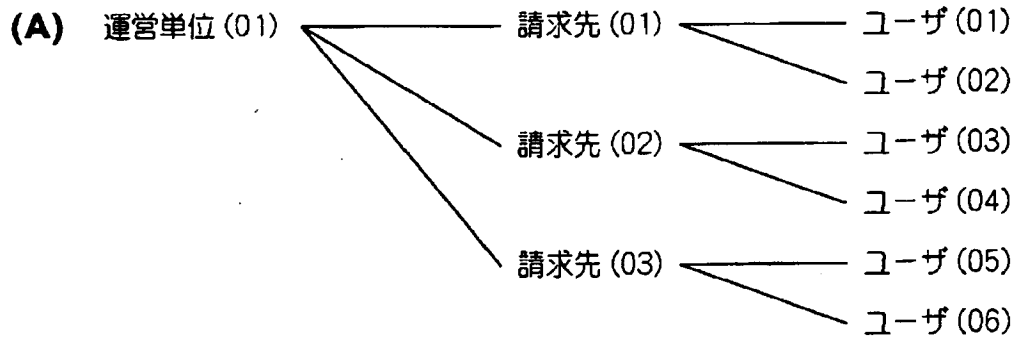 (A) 運営単位(01) 請求先(01) ユーザ(01)
ユーザ(02)
請求先(02) ユーザ(03)
ユーザ(04)
請求先(03) ユーザ(05)
ユーザ(06)